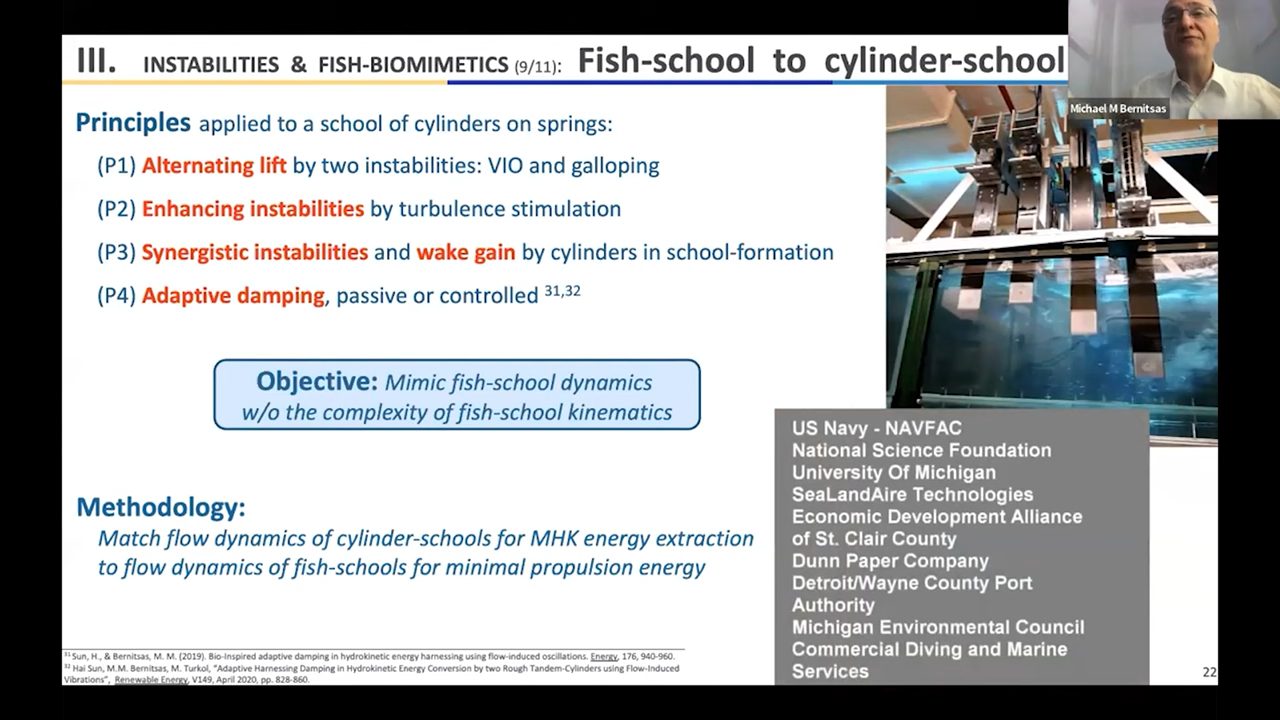 III. INSTABILITIES & FISH-BIOMIMETICS (9/11): Fish-school to cylinder-school
Michael M Bernitsas
Principles applied to a school of cylinders on springs:
(P1) Alternating lift by two instabilities: VIO and galloping
(P2) Enhancing instabilities by turbulence stimulation
(P3) Synergistic instabilities and wake gain by cylinders in school-formation
(P4) Adaptive damping, passive or controlled 31,32
Objective: Mimic fish-school dynamics
w/o the complexity of fish-school kinematics
Methodology:
Match flow dynamics of cylinder-schools for MHK energy extraction
to flow dynamics of fish-schools for minimal propulsion energy
US Navy - NAVFAC
National Science Foundation
University Of Michigan
SeaLandAire Technologies
Economic Development Alliance
of St. Clair County
Dunn Paper Company
Detroit/Wayne County Port
Authority
Michigan Environmental Council
Commercial Diving and Marine
Services
31 Sun, H., & Bernitsas, M. M. (2019). Bio-Inspired adaptive damping in hydrokinetic energy harnessing using flow-induced oscillations. Energy, 176, 940-960.
32 Hai Sun, M.M. Bernitsas, M. Turkol, "Adaptive Harnessing Damping in Hydrokinetic Energy Conversion by two Rough Tandem-Cylinders using Flow-Induced
Vibrations", Renewable Energy, V149, April 2020, pp. 828-860.
22